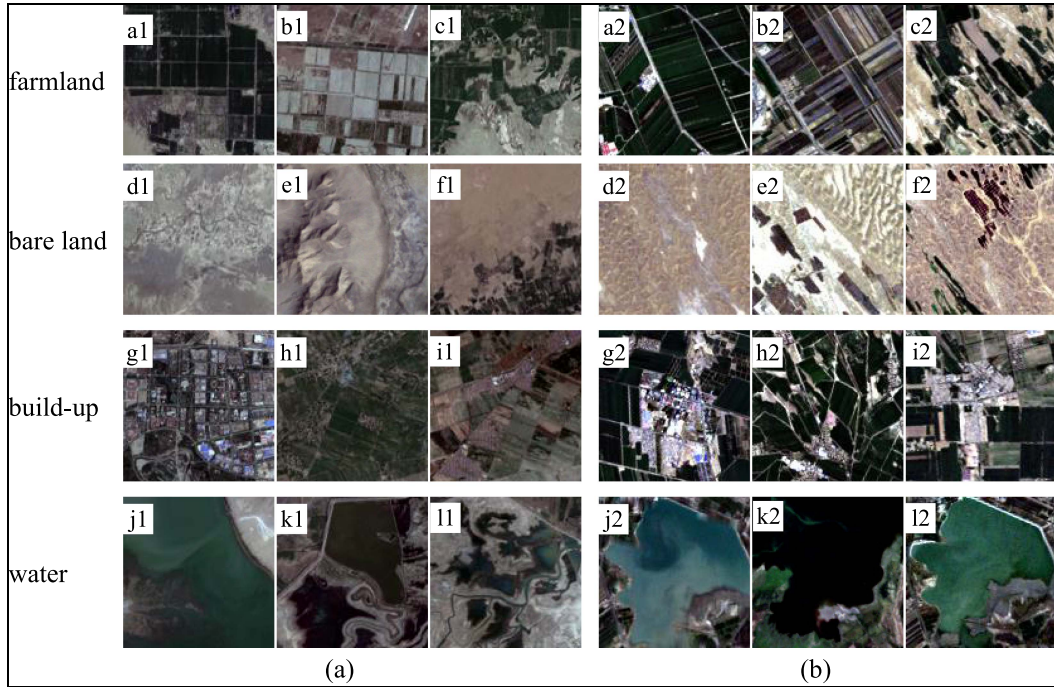 farmland a1 b1 c1 a2 b2 c2
bare land d1 e1 f1 d2 e2 f2
build-up g1 h1 i1 g2 h2 i2
water j1 k1 l1 j2 k2 l2
(a) (b)